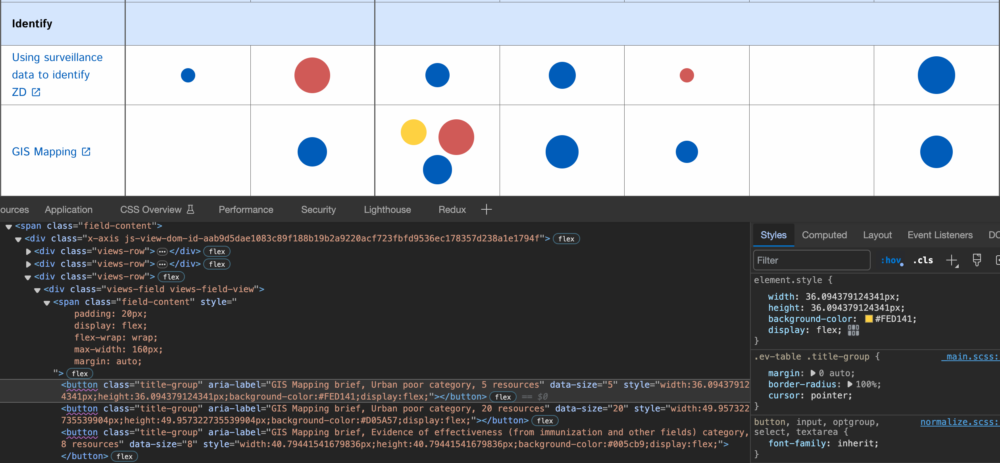 Identify
Using surveillance
data to identify
ZD
GIS Mapping
ources Application CSS Overview Performance Security Lighthouse Redux
<span class="field-content">
<div class="x-axis js-view-dom-id-aab9d5dae1083c89f188b19b2a9220acf723fbfd9536ec178357d238a1e1794f"> flex
<div class="views-row"> ⋯ </div> flex
<div class="views-row"> ⋯ </div> flex
<div class="views-row"> flex
<div class="views-field views-field-view">
<span class="field-content" style="
padding: 20px;
display: flex;
flex-wrap: wrap;
max-width: 160px;
margin: auto;
"> flex
<button class="title-group" aria-label="GIS Mapping brief, Urban poor category, 5 resources" data-size="5" style="width:36.09437912
4341px;height:36.094379124341px;background-color:#FED141;display:flex;"></button> flex == $0
<button class="title-group" aria-label="GIS Mapping brief, Urban poor category, 20 resources" data-size="20" style="width:49.957322
735539904px;height:49.957322735539904px;background-color:#D05A57;display:flex;"></button> flex
<button class="title-group" aria-label="GIS Mapping brief, Evidence of effectiveness (from immunization and other fields) category,
8 resources" data-size="8" style="width:40.79441541679836px;height:40.79441541679836px;background-color:#005cb9;display:flex;">
</button> flex
Styles Computed Layout Event Listeners DO
Filter :hov .cls
element.style {
width: 36.094379124341px;
height: 36.094379124341px;
background-color: #FED141;
display: flex;
}
.ev-table .title-group { _main.scss:
margin: 0 auto;
border-radius: 100%;
cursor: pointer;
}
button, input, optgroup, normalize.scss:
select, textarea {
font-family: inherit;
}